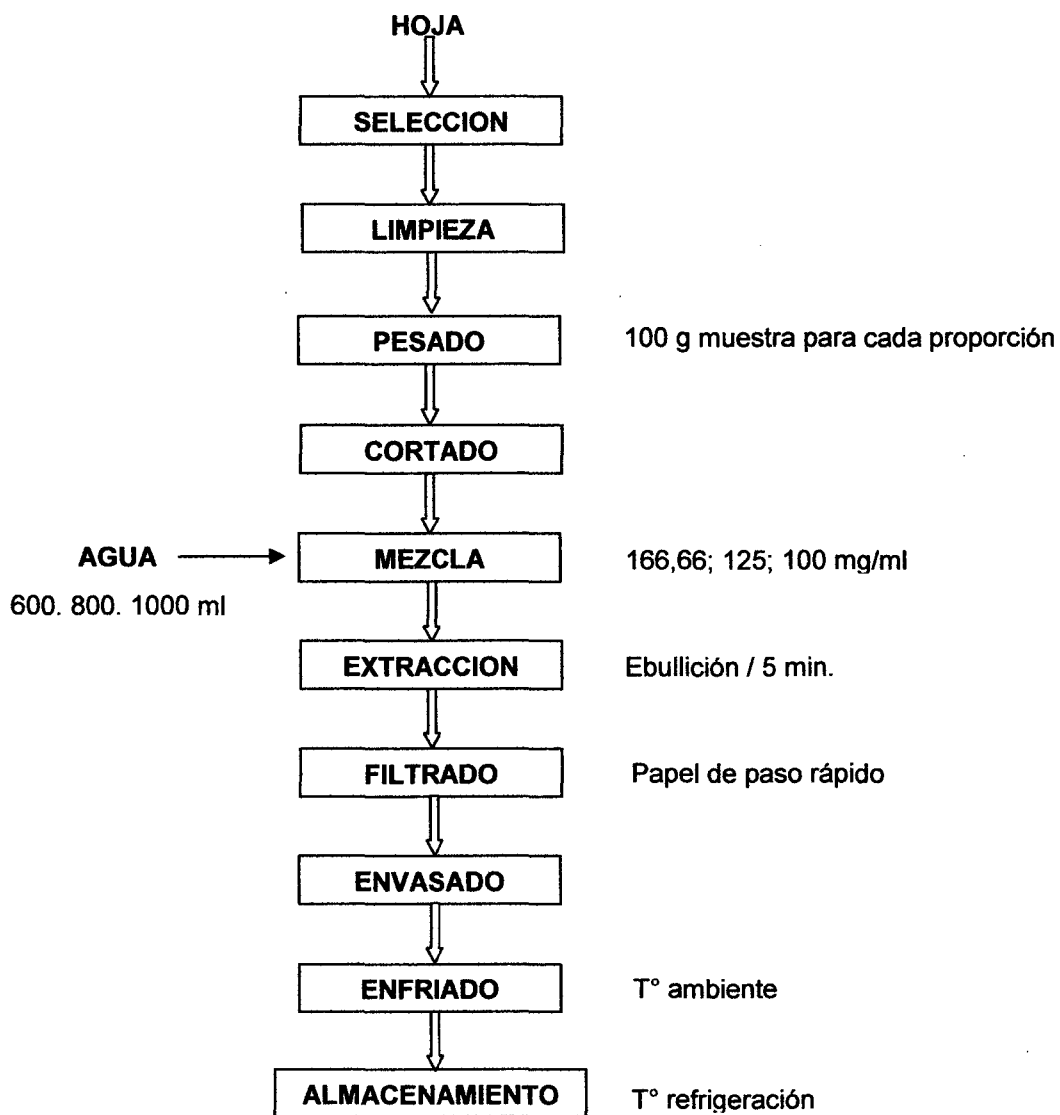 HOJA
SELECCION
LIMPIEZA
PESADO 100 g muestra para cada proporción
CORTADO
AGUA MEZCLA 166,66; 125; 100 mg/ml
600. 800. 1000 ml
EXTRACCION Ebullición / 5 min.
FILTRADO Papel de paso rápido
ENVASADO
ENFRIADO T° ambiente
ALMACENAMIENTO T° refrigeración